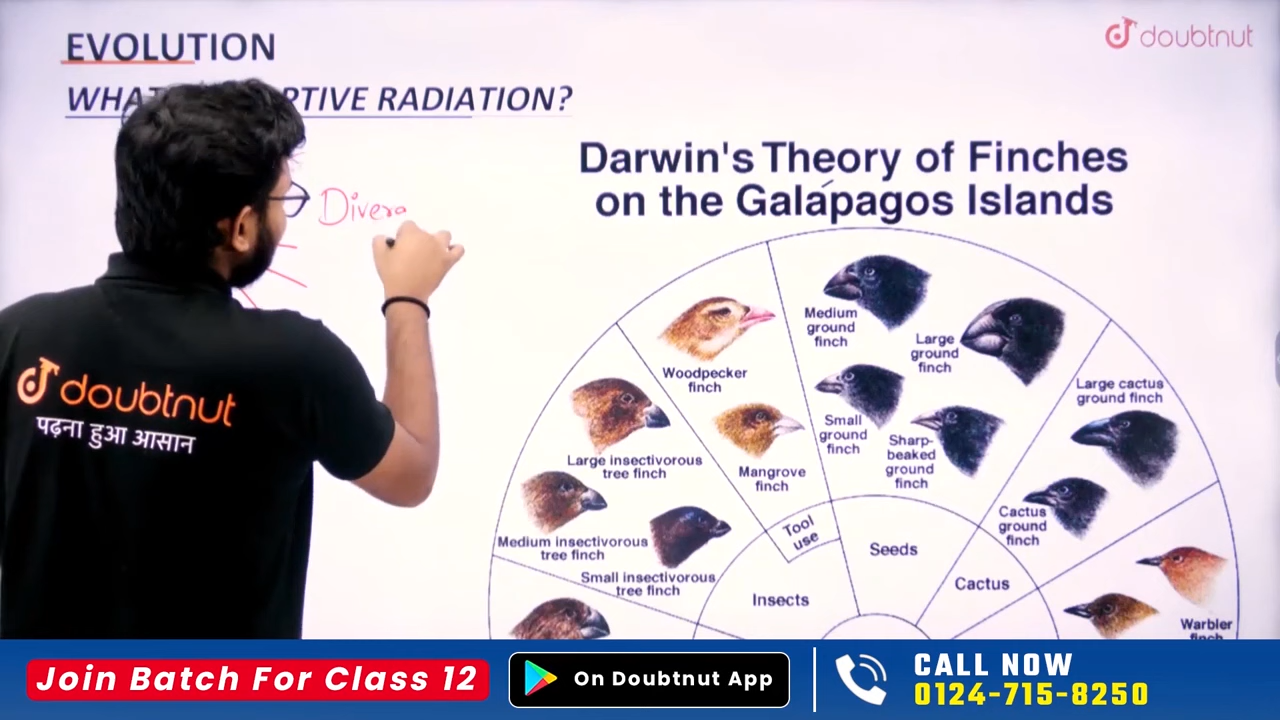 EVOLUTION
doubtnut
PTIVE RADIATION?
Darwin's Theory of Finches
on the Galápagos Islands
Diverg
Woodpecker
finch
Medium
ground
finch
Large
ground
finch
Large cactus
ground finch
Large insectivorous
tree finch
Mangrove
finch
Small
ground
finch
Sharp-
beaked
ground
finch
Cactus
ground
finch
Medium insectivorous
tree finch
Small insectivorous
tree finch
Tool
use
Seeds
Cactus
Insects
Warbler
doubtnut
पढ़ना हुआ आसान
Join Batch For Class 12
On Doubtnut App
CALL NOW
0124-715-8250